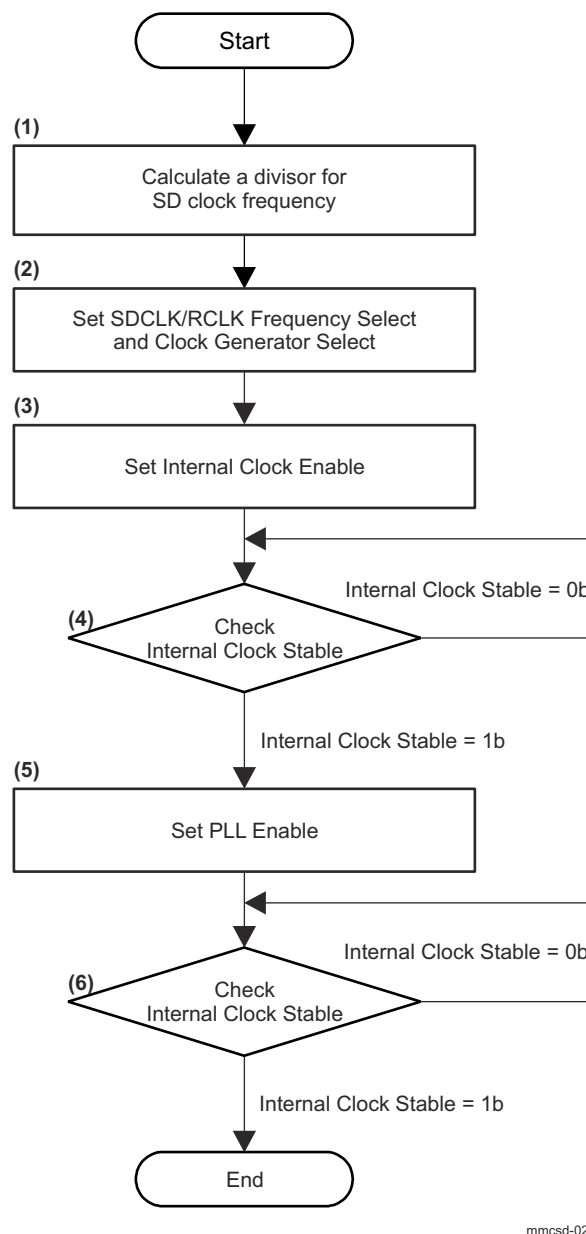 Start
(1)
Calculate a divisor for
SD clock frequency
(2)
Set SDCLK/RCLK Frequency Select
and Clock Generator Select
(3)
Set Internal Clock Enable
Internal Clock Stable = 0b
(4)
Check
Internal Clock Stable
Internal Clock Stable = 1b
(5)
Set PLL Enable
Internal Clock Stable = 0b
(6)
Check
Internal Clock Stable
Internal Clock Stable = 1b
End
mmcsd-02